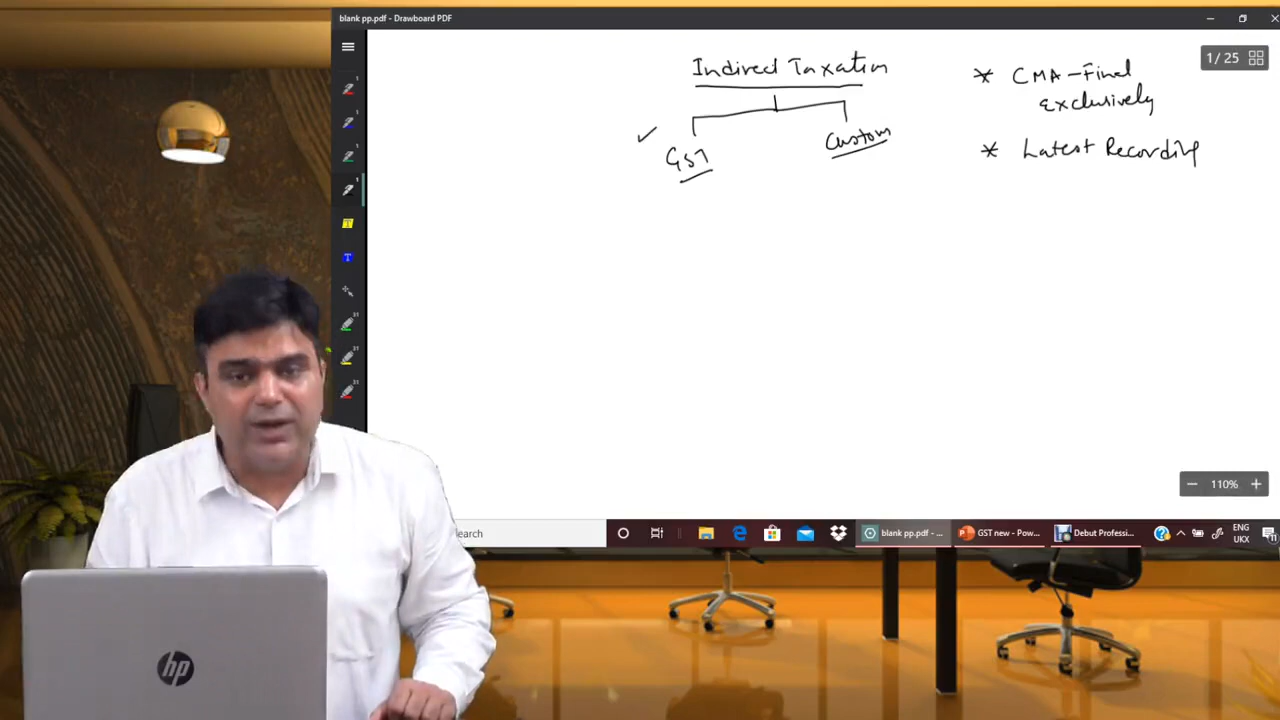 blank pp.pdf - Drawboard PDF
1 / 25
Indirect Taxation
GST
Custom
* CMA - Final
Exclusively
* Latest Recording
110%
earch
blank pp.pdf - ...
GST new - Pow...
Debut Professi...
ENG
UKX
11
hp